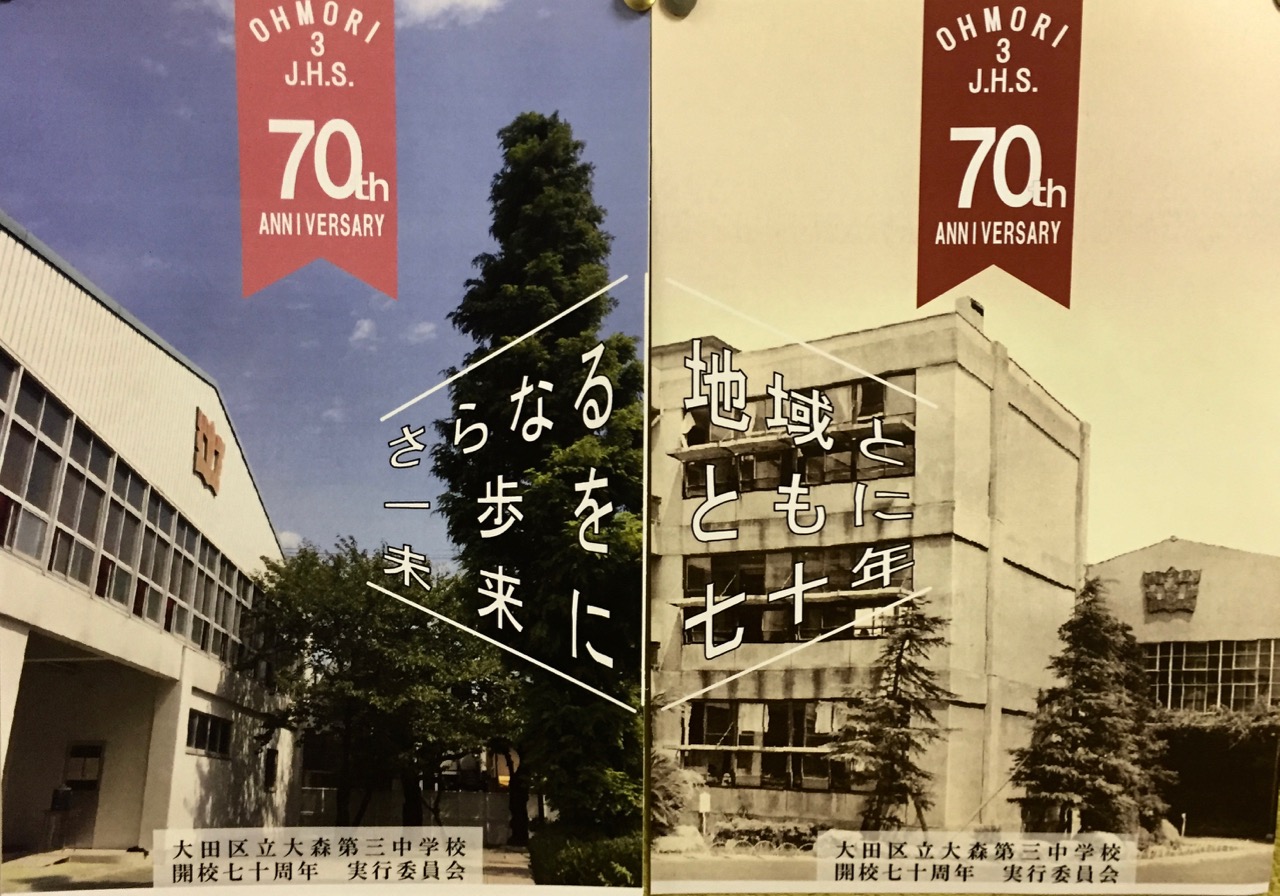 OHMORI
3
J.H.S.
70th
ANNIVERSARY
さらなる
一歩を
未来に
大田区立大森第三中学校
開校七十周年　実行委員会
OHMORI
3
J.H.S.
70th
ANNIVERSARY
地域と
ともに
七十年
大田区立大森第三中学校
開校七十周年　実行委員会